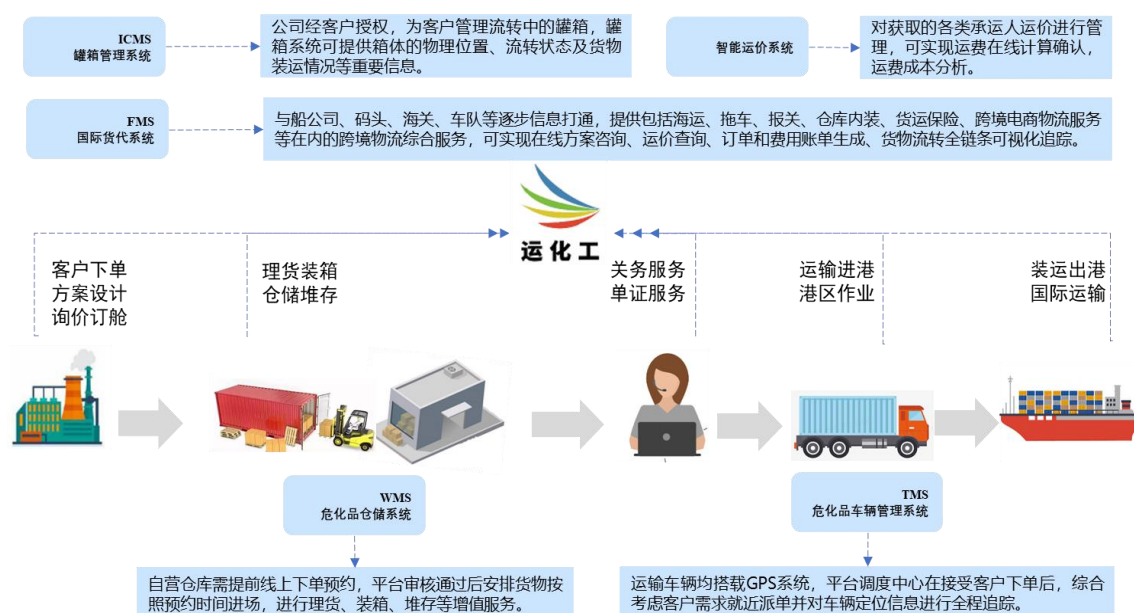 ICMS
罐箱管理系统
公司经客户授权，为客户管理流转中的罐箱，罐
箱系统可提供箱体的物理位置、流转状态及货物
装运情况等重要信息。
智能运价系统
对获取的各类承运人运价进行管
理，可实现运费在线计算确认，
运费成本分析。
FMS
国际货代系统
与船公司、码头、海关、车队等逐步信息打通，提供包括海运、拖车、报关、仓库内装、货运保险、跨境电商物流服务
等在内的跨境物流综合服务，可实现在线方案咨询、运价查询、订单和费用账单生成、货物流转全链条可视化追踪。
运化工
客户下单
方案设计
询价订舱
理货装箱
仓储堆存
关务服务
单证服务
运输进港
港区作业
装运出港
国际运输
WMS
危化品仓储系统
TMS
危化品车辆管理系统
自营仓库需提前线上下单预约，平台审核通过后安排货物按
照预约时间进场，进行理货、装箱、堆存等增值服务。
运输车辆均搭载GPS系统，平台调度中心在接受客户下单后，综合
考虑客户需求就近派单并对车辆定位信息进行全程追踪。